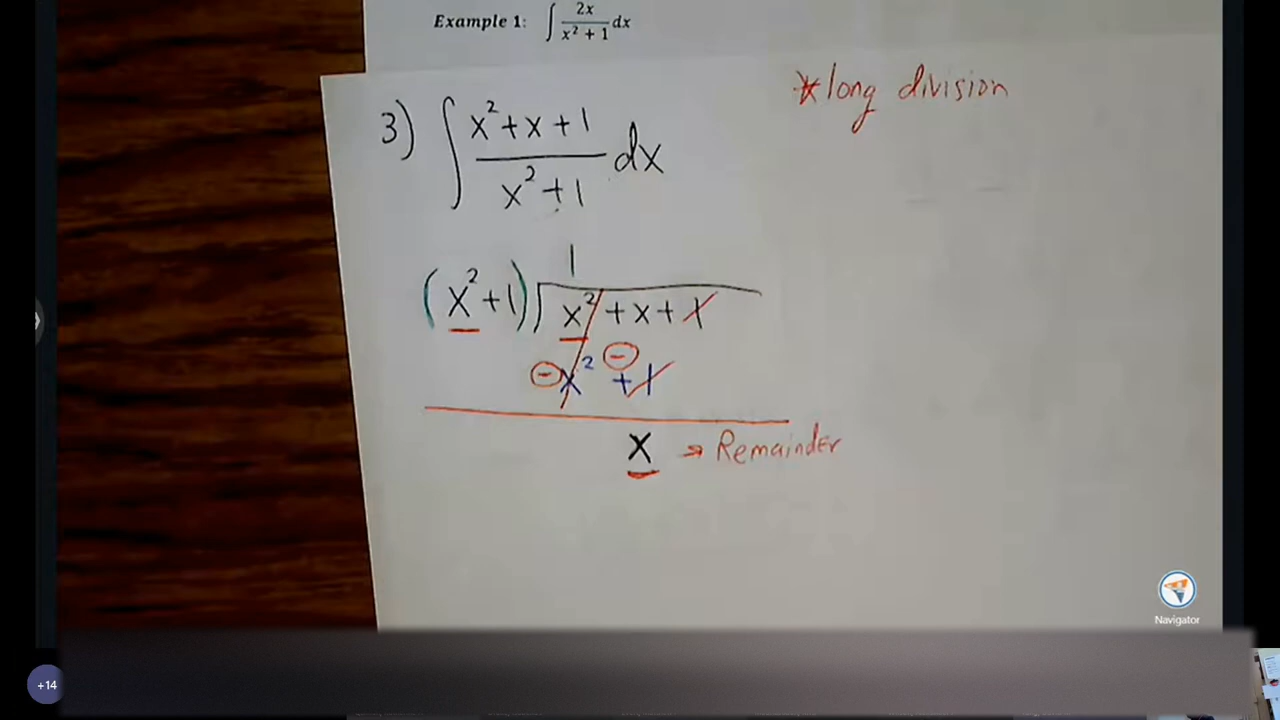 Example 1: ∫ 2x / (x² + 1) dx
* long division
3) ∫ (x² + x + 1) / (x² + 1) dx
1
(x² + 1) ) x² + x + 1
⊖ x² ⊖ + 1
x → Remainder
Navigator
+14